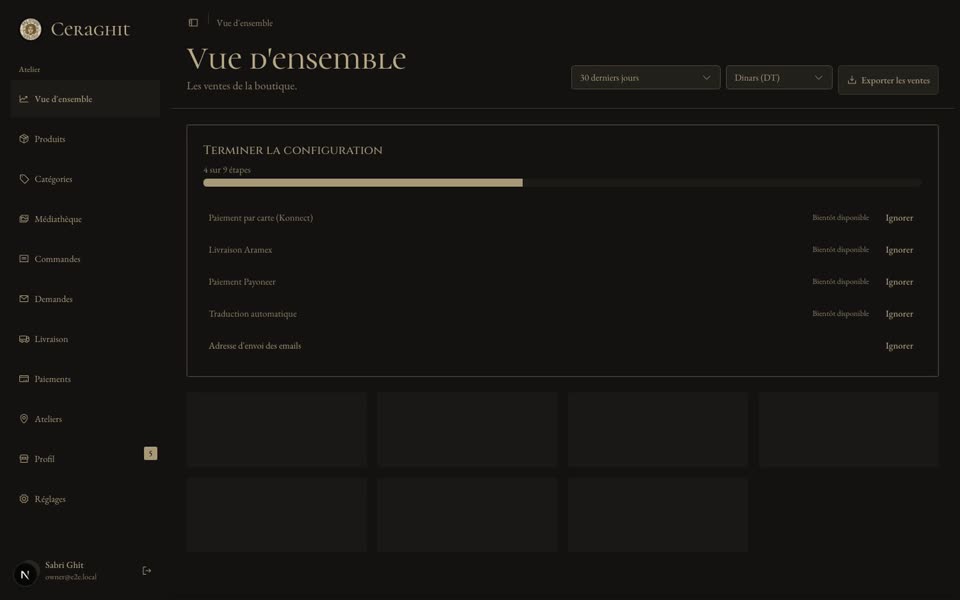 Ceraghit
Atelier
Vue d'ensemble
Produits
Catégories
Médiathèque
Commandes
Demandes
Livraison
Paiements
Ateliers
Profil
5
Réglages
Sabri Ghit
owner@e2e.local
N
Vue d'ensemble
Vue d'ensemble
Les ventes de la boutique.
30 derniers jours
Dinars (DT)
Exporter les ventes
Terminer la configuration
4 sur 9 étapes
Paiement par carte (Konnect) Bientôt disponible Ignorer
Livraison Aramex Bientôt disponible Ignorer
Paiement Payoneer Bientôt disponible Ignorer
Traduction automatique Bientôt disponible Ignorer
Adresse d'envoi des emails Ignorer